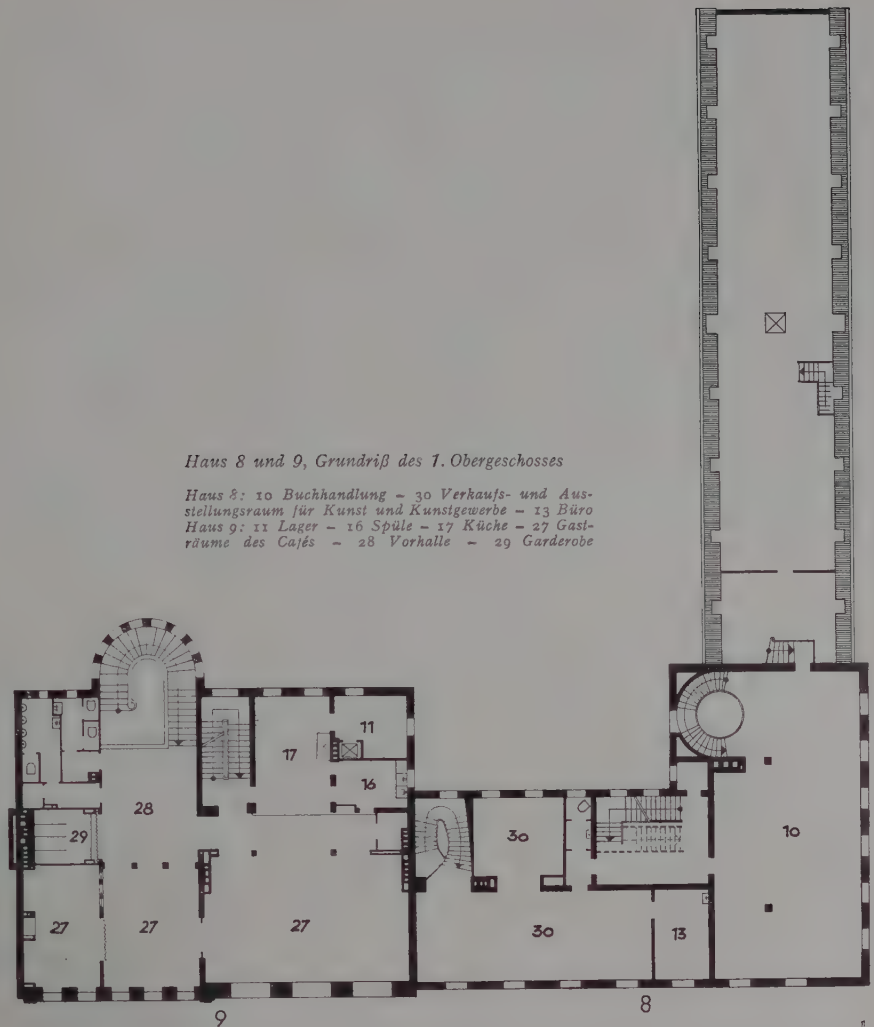 Haus 8 und 9, Grundriß des 1. Obergeschosses
Haus 8: 10 Buchhandlung – 30 Verkaufs- und Aus-
stellungsraum für Kunst und Kunstgewerbe – 13 Büro
Haus 9: 11 Lager – 16 Spüle – 17 Küche – 27 Gast-
räume des Cafés – 28 Vorhalle – 29 Garderobe
11
17
16
28
29
30
10
27
27
27
30
13
9
8